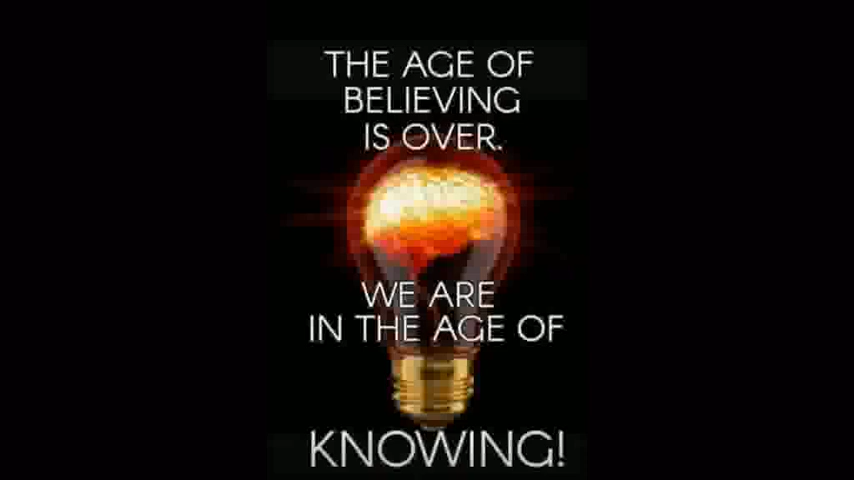 THE AGE OF
BELIEVING
IS OVER.
WE ARE
IN THE AGE OF
KNOWING!